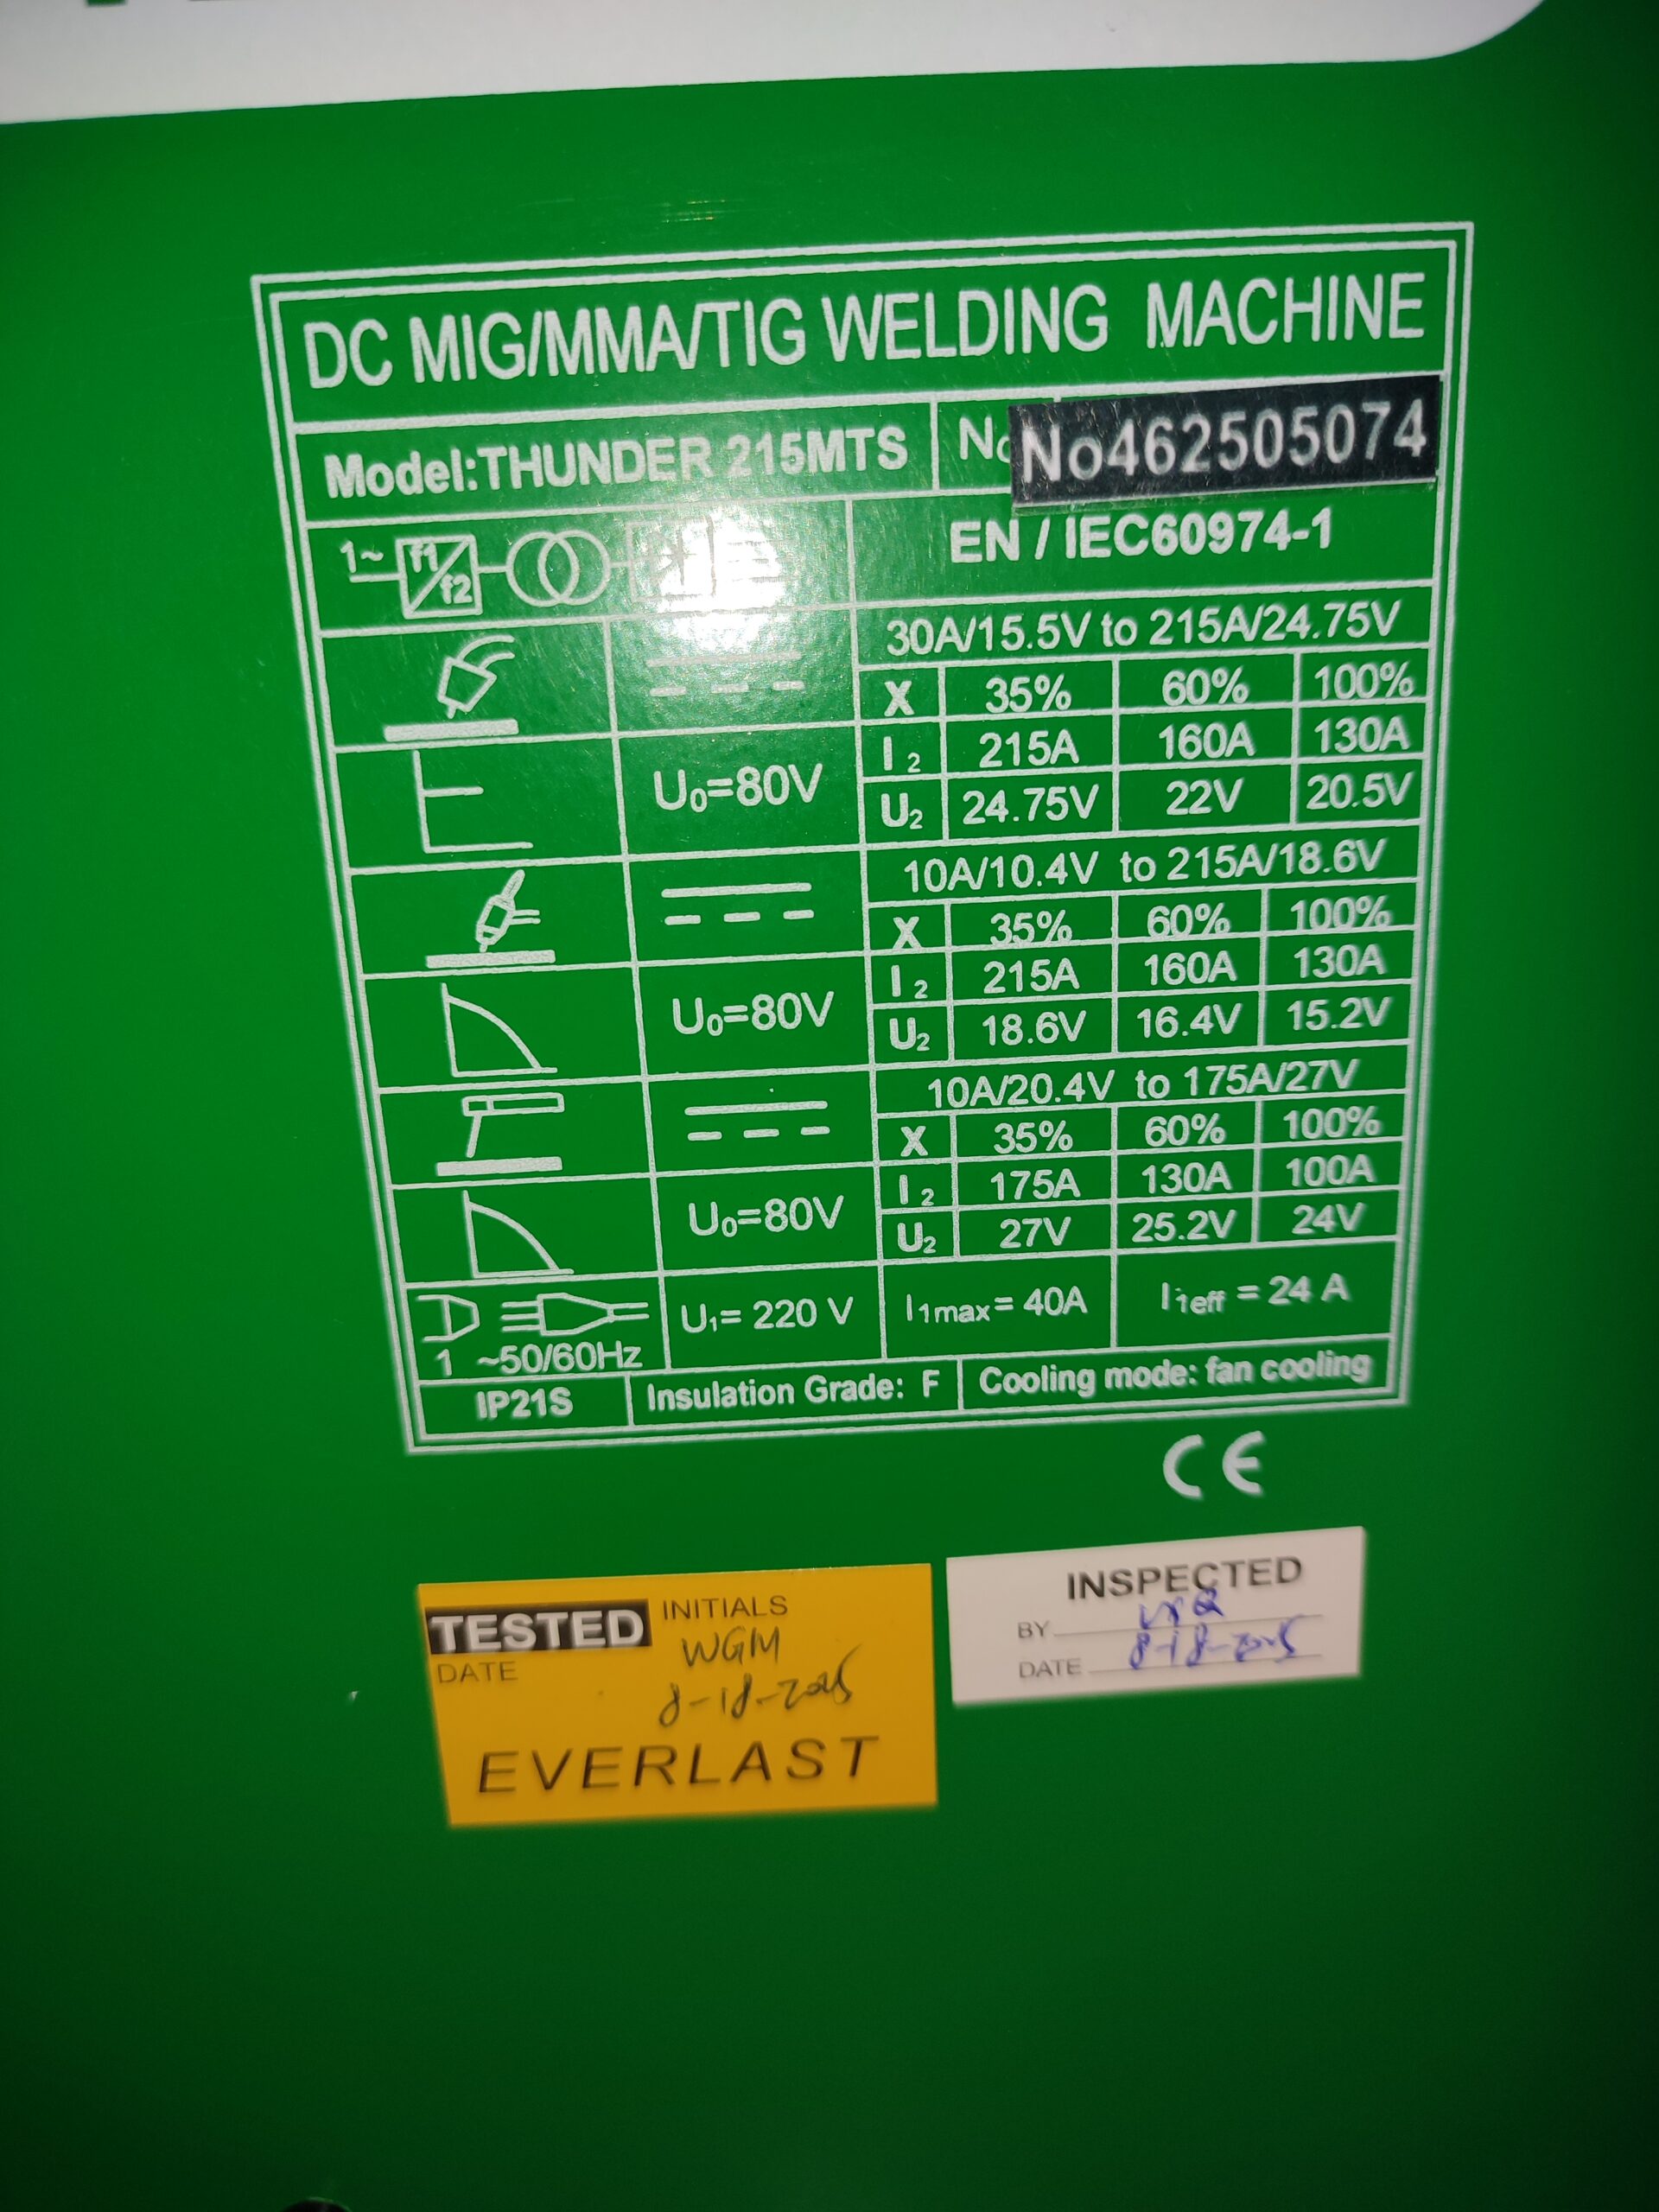 DC MIG/MMA/TIG WELDING MACHINE
Model:THUNDER 215MTS No462505074
1~ f1 f2 EN / IEC60974-1
30A/15.5V to 215A/24.75V
X 35% 60% 100%
U₀=80V I₂ 215A 160A 130A
U₂ 24.75V 22V 20.5V
10A/10.4V to 215A/18.6V
X 35% 60% 100%
U₀=80V I₂ 215A 160A 130A
U₂ 18.6V 16.4V 15.2V
10A/20.4V to 175A/27V
X 35% 60% 100%
U₀=80V I₂ 175A 130A 100A
U₂ 27V 25.2V 24V
1 ~50/60Hz U₁= 220 V I1max= 40A I1eff = 24 A
IP21S Insulation Grade: F Cooling mode: fan cooling
CE
TESTED INITIALS
WGM
DATE
8-18-2025
EVERLAST
INSPECTED
BY
DATE 8-18-2025